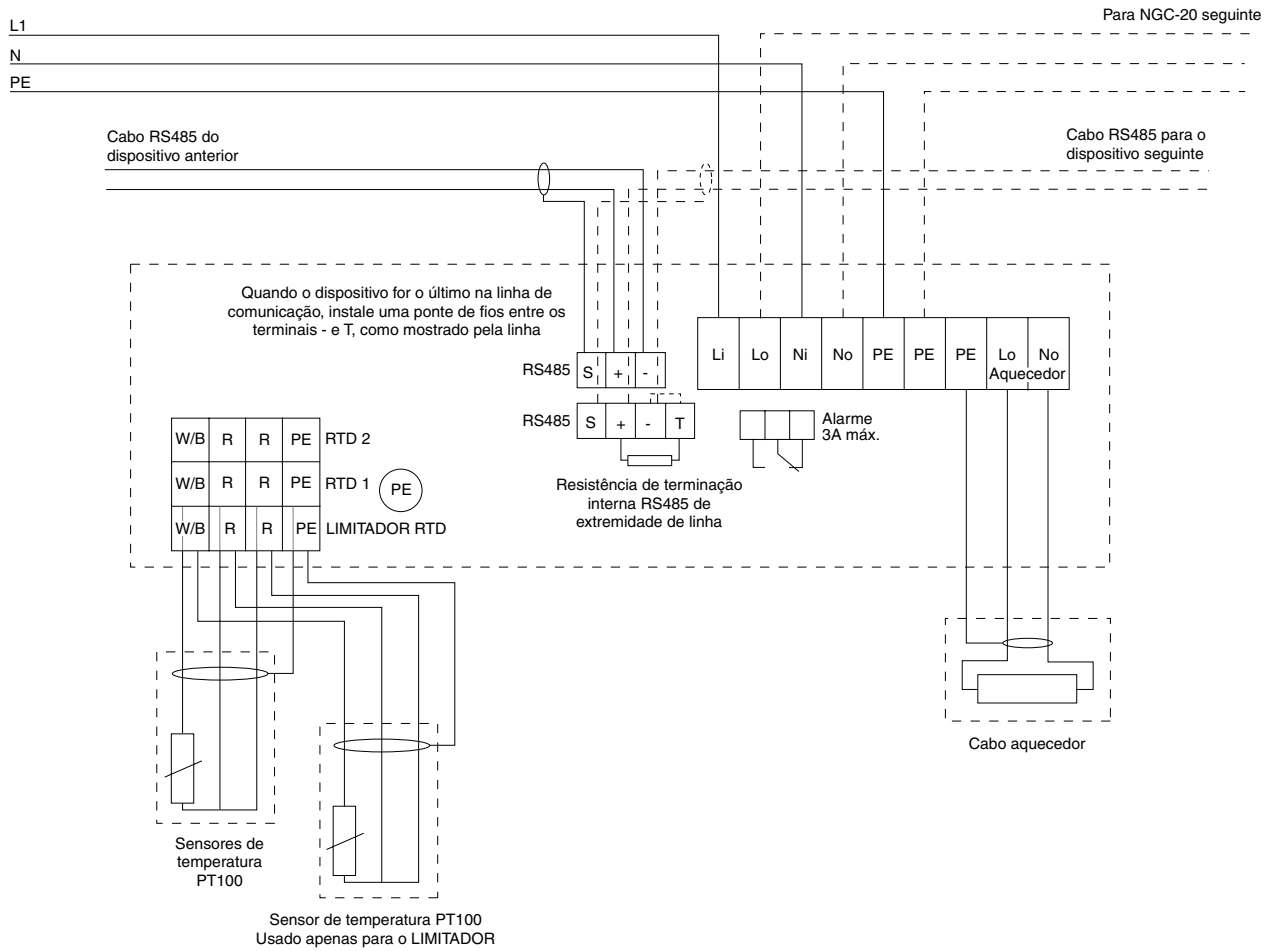 Para NGC-20 seguinte
L1
N
PE
Cabo RS485 do
dispositivo anterior
Cabo RS485 para o
dispositivo seguinte
Quando o dispositivo for o último na linha de
comunicação, instale uma ponte de fios entre os
terminais - e T, como mostrado pela linha
RS485 S + -
Li Lo Ni No PE PE PE Lo No
Aquecedor
RS485 S + - T
Alarme
3A máx.
Resistência de terminação
interna RS485 de
extremidade de linha
W/B R R PE RTD 2
W/B R R PE RTD 1 PE
W/B R R PE LIMITADOR RTD
Cabo aquecedor
Sensores de
temperatura
PT100
Sensor de temperatura PT100
Usado apenas para o LIMITADOR